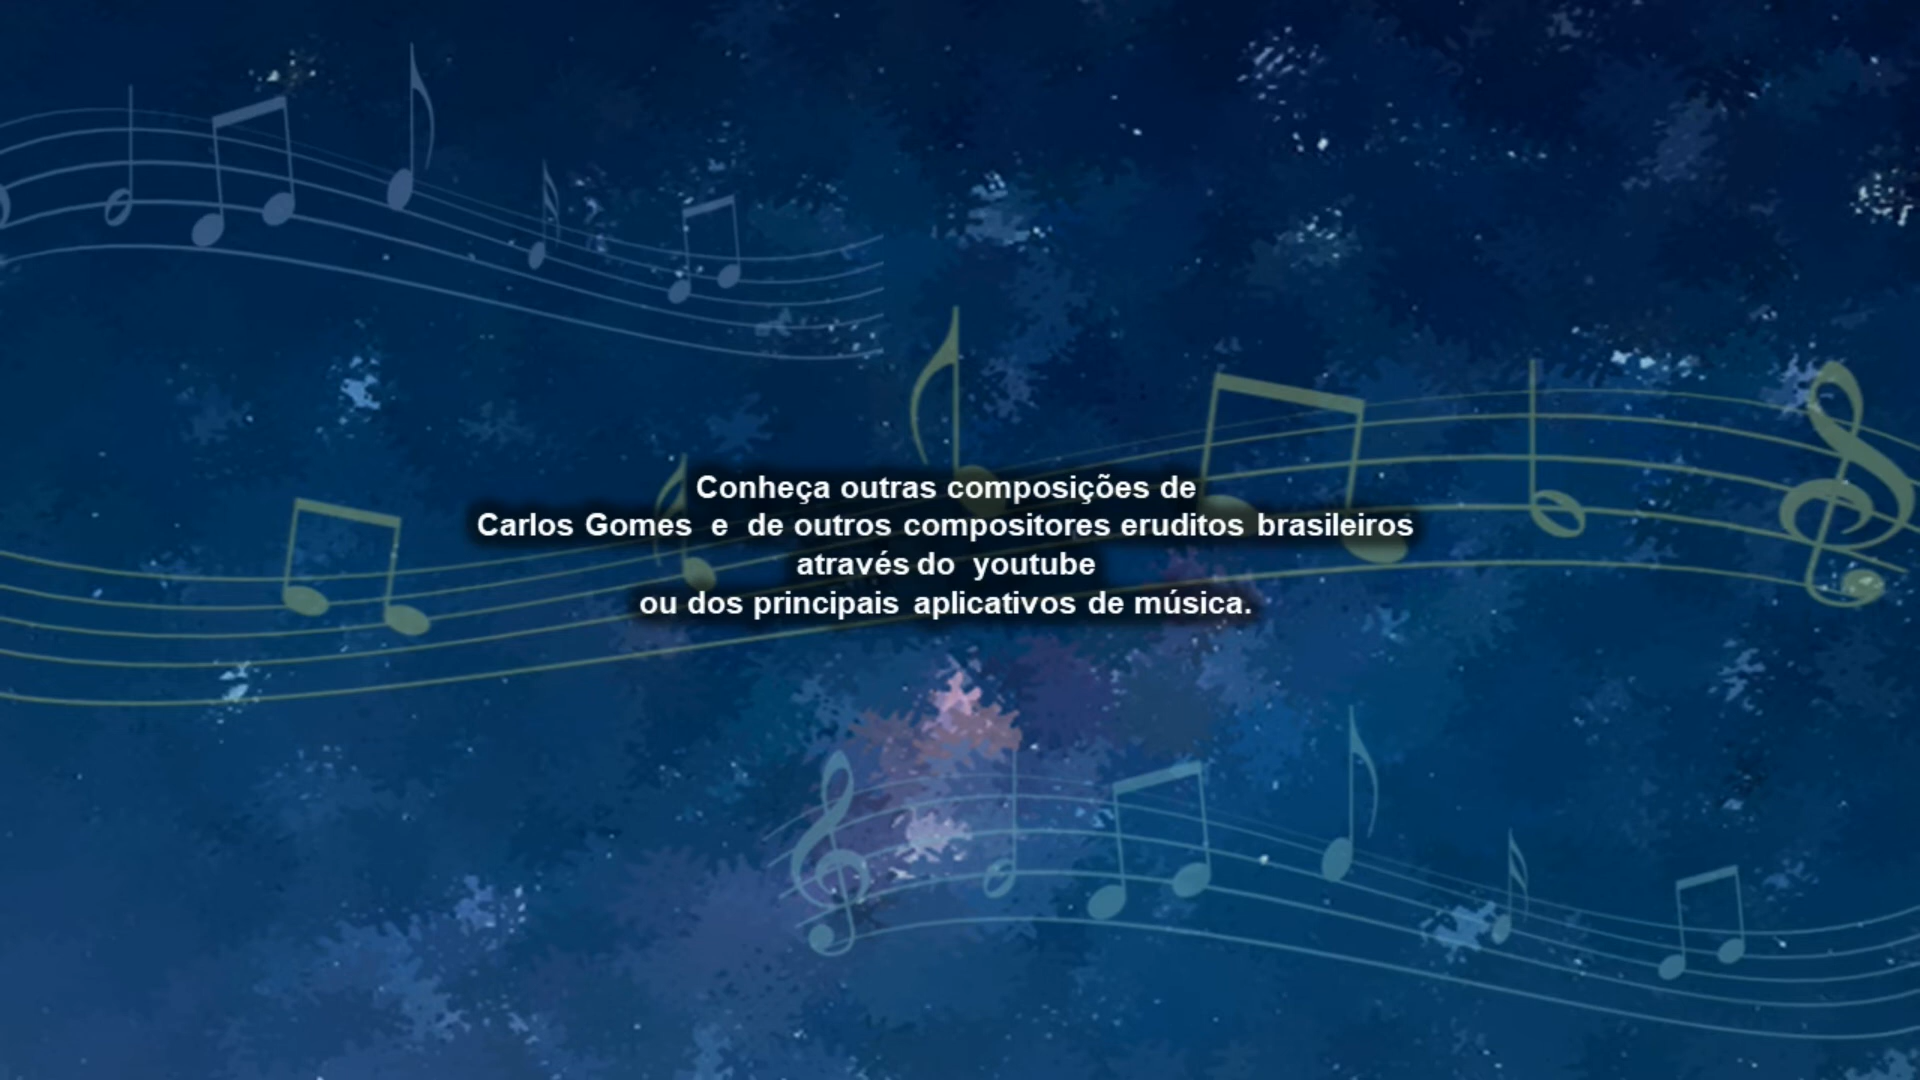 Conheça outras composições de
Carlos Gomes e de outros compositores eruditos brasileiros
através do youtube
ou dos principais aplicativos de música.